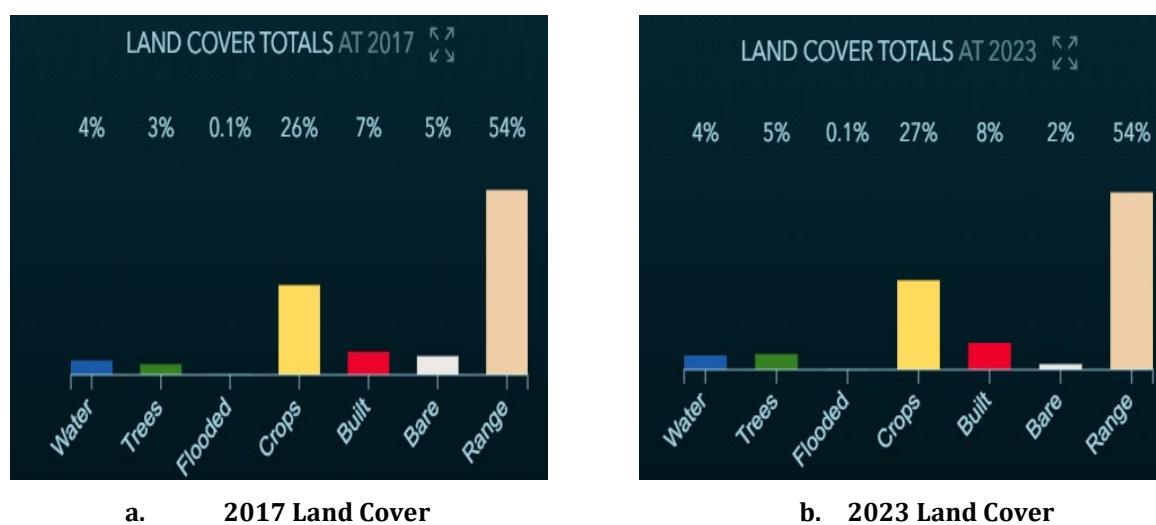 LAND COVER TOTALS AT 2017
4% 3% 0.1% 26% 7% 5% 54%
Water Trees Flooded Crops Built Bare Range
a. 2017 Land Cover
LAND COVER TOTALS AT 2023
4% 5% 0.1% 27% 8% 2% 54%
Water Trees Flooded Crops Built Bare Range
b. 2023 Land Cover